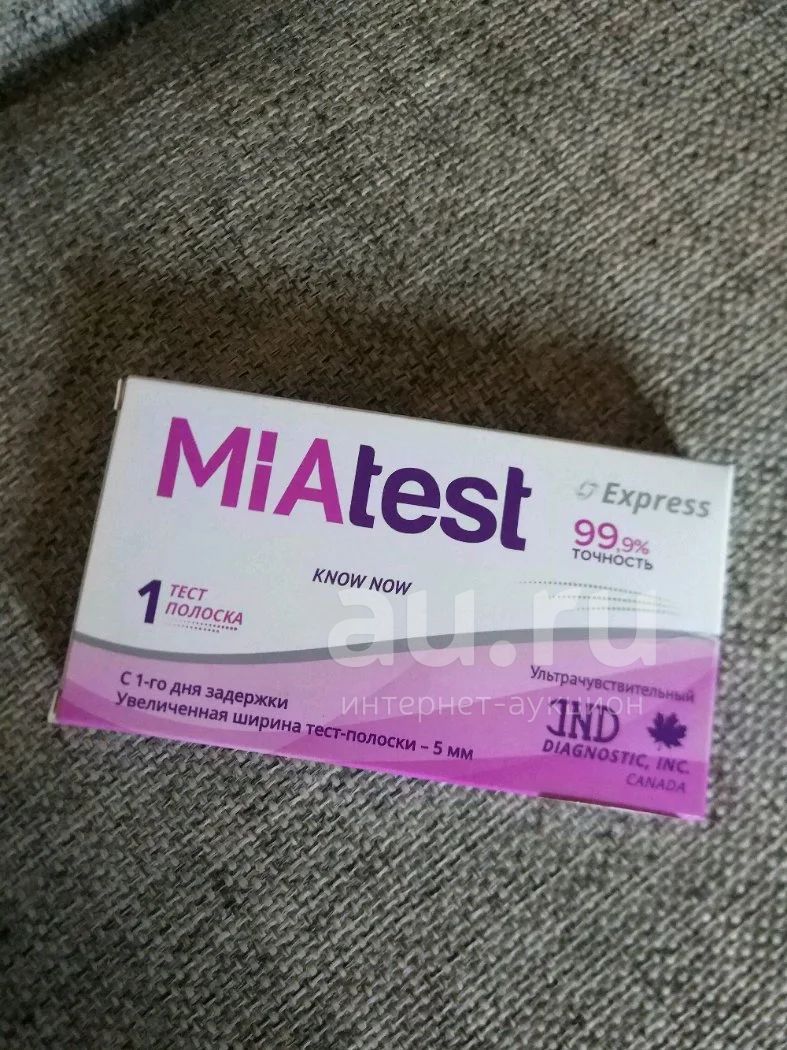 MiAtest
Express
99,9%
ТОЧНОСТЬ
KNOW NOW
1 ТЕСТ
ПОЛОСКА
au.ru
интернет-аукцион
С 1-го дня задержки
Увеличенная ширина тест-полоски – 5 мм
Ультрачувствительный
IND
DIAGNOSTIC, INC.
CANADA